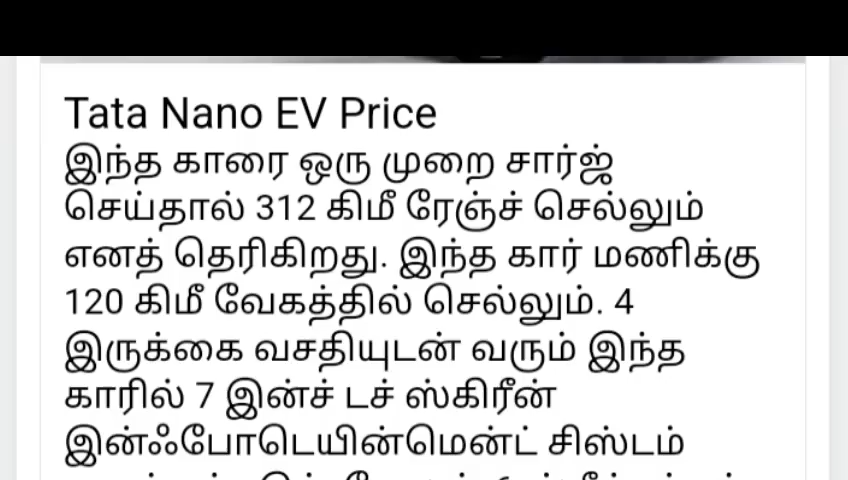 Tata Nano EV Price
இந்த காரை ஒரு முறை சார்ஜ்
செய்தால் 312 கிமீ ரேஞ்ச் செல்லும்
எனத் தெரிகிறது. இந்த கார் மணிக்கு
120 கிமீ வேகத்தில் செல்லும். 4
இருக்கை வசதியுடன் வரும் இந்த
காரில் 7 இன்ச் டச் ஸ்கிரீன்
இன்ஃபோடெயின்மென்ட் சிஸ்டம்